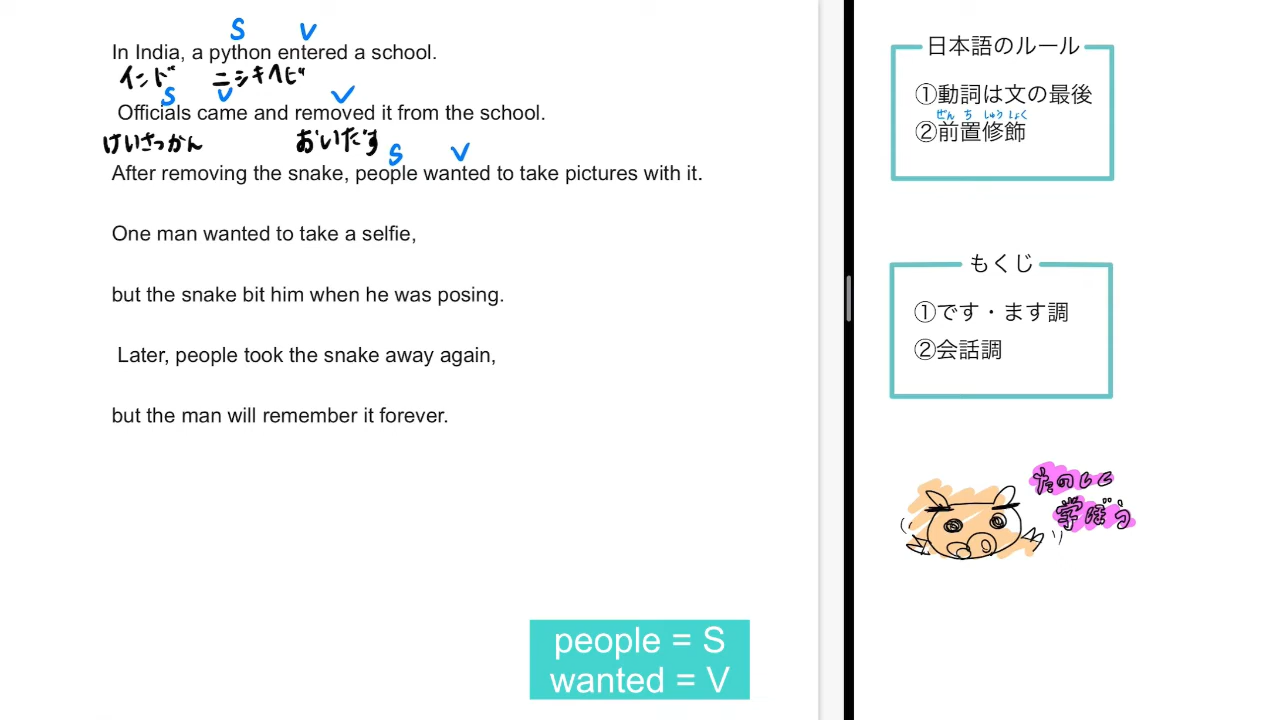 S V
In India, a python entered a school.
インド ニシキヘビ
S V V
Officials came and removed it from the school.
けいさつかん おいだす
S V
After removing the snake, people wanted to take pictures with it.
One man wanted to take a selfie,
but the snake bit him when he was posing.
Later, people took the snake away again,
but the man will remember it forever.
people = S
wanted = V
日本語のルール
①動詞は文の最後
ぜん ち しゅう しょく
②前置修飾
もくじ
①です・ます調
②会話調
たのしく
学ぼう